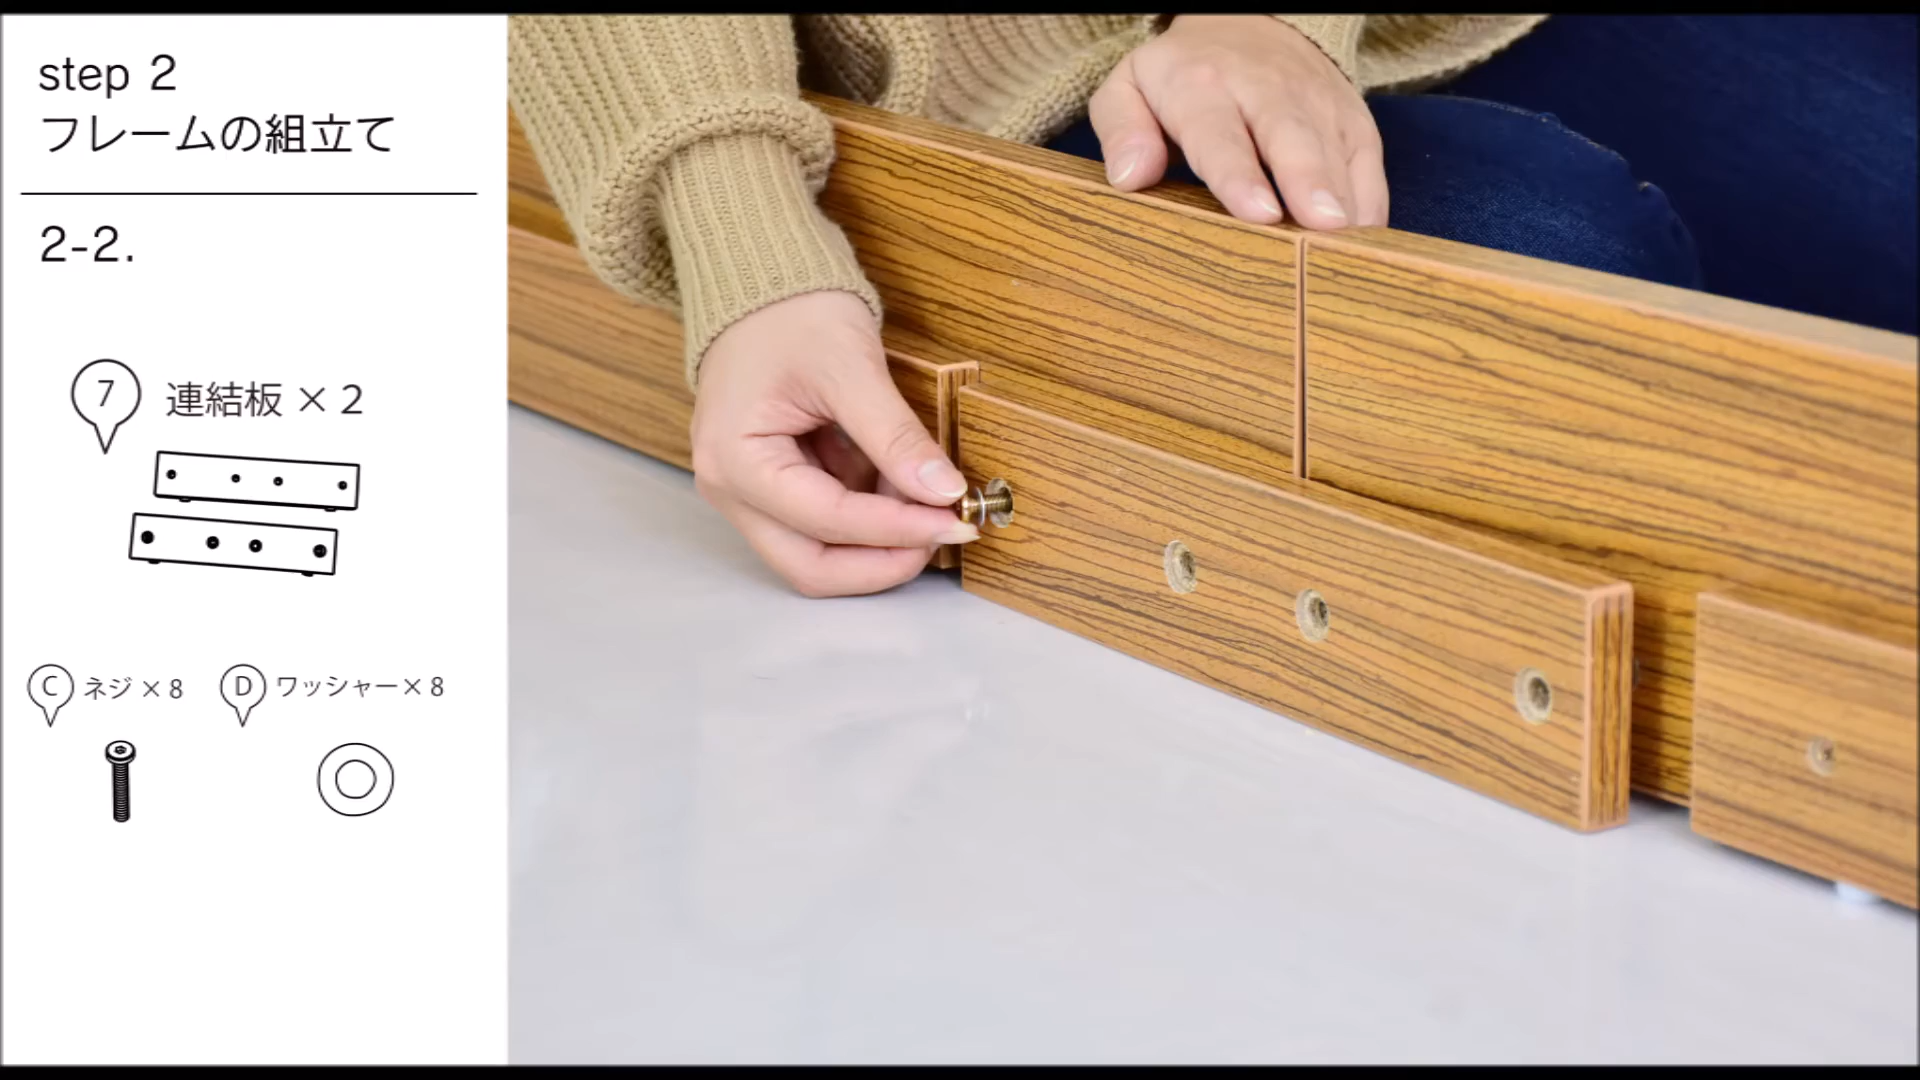 step 2
フレームの組立て
2-2.
7 連結板 × 2
C ネジ × 8 D ワッシャー× 8